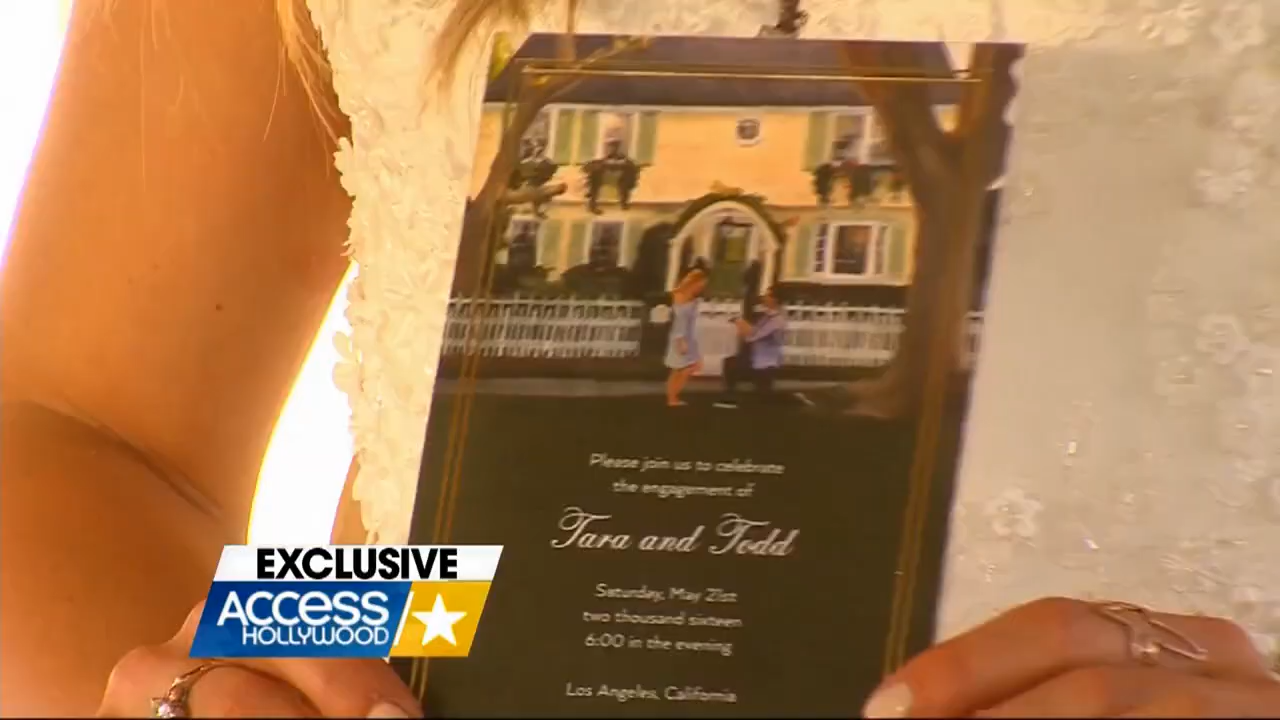 Please join us to celebrate
the engagement of
Tara and Todd
Saturday, May 21st
two thousand sixteen
6:00 in the evening
Los Angeles, California
EXCLUSIVE
ACCESS
HOLLYWOOD